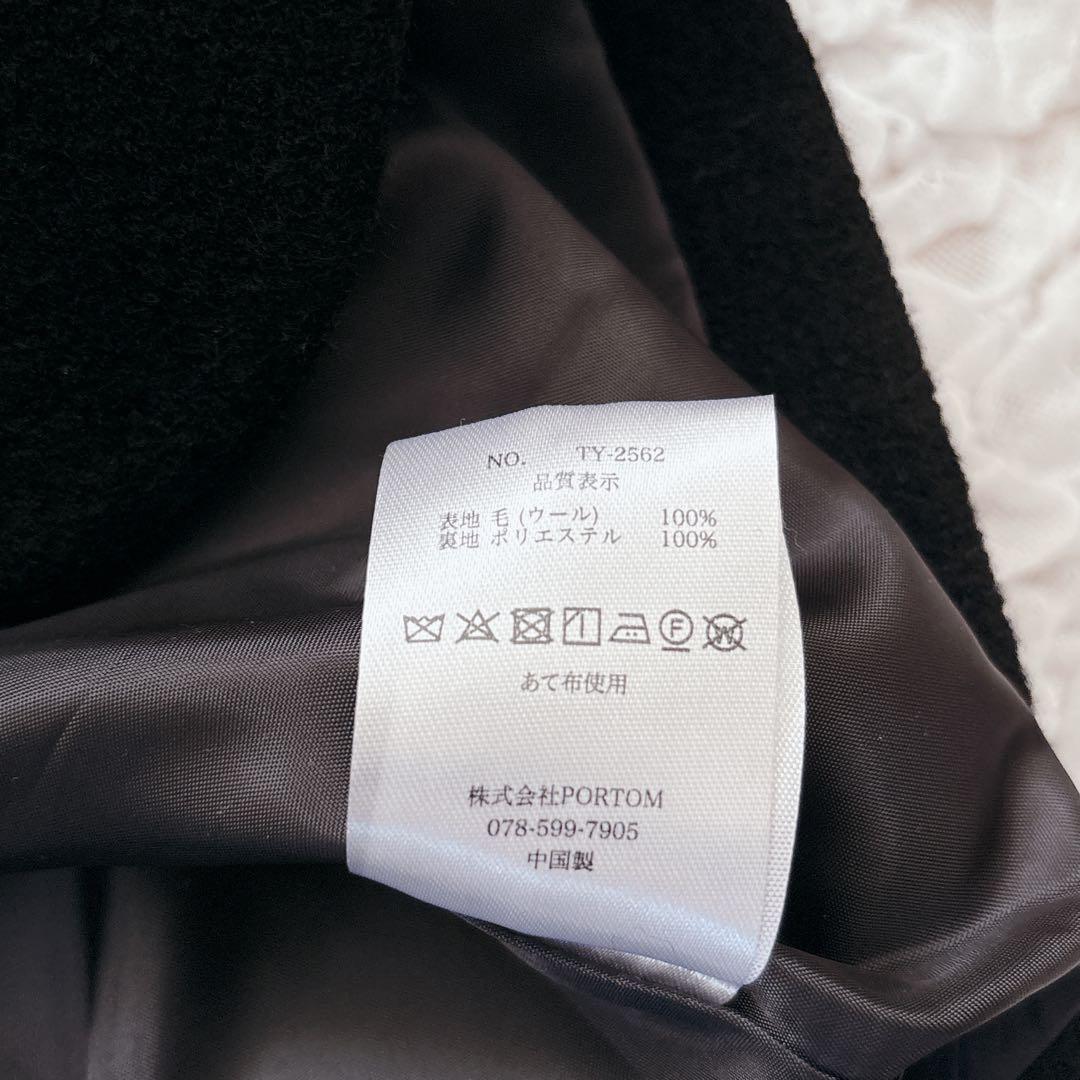 NO. TY-2562
品質表示
表地 毛 (ウール) 100%
裏地 ポリエステル 100%
F W
あて布使用
株式会社PORTOM
078-599-7905
中国製